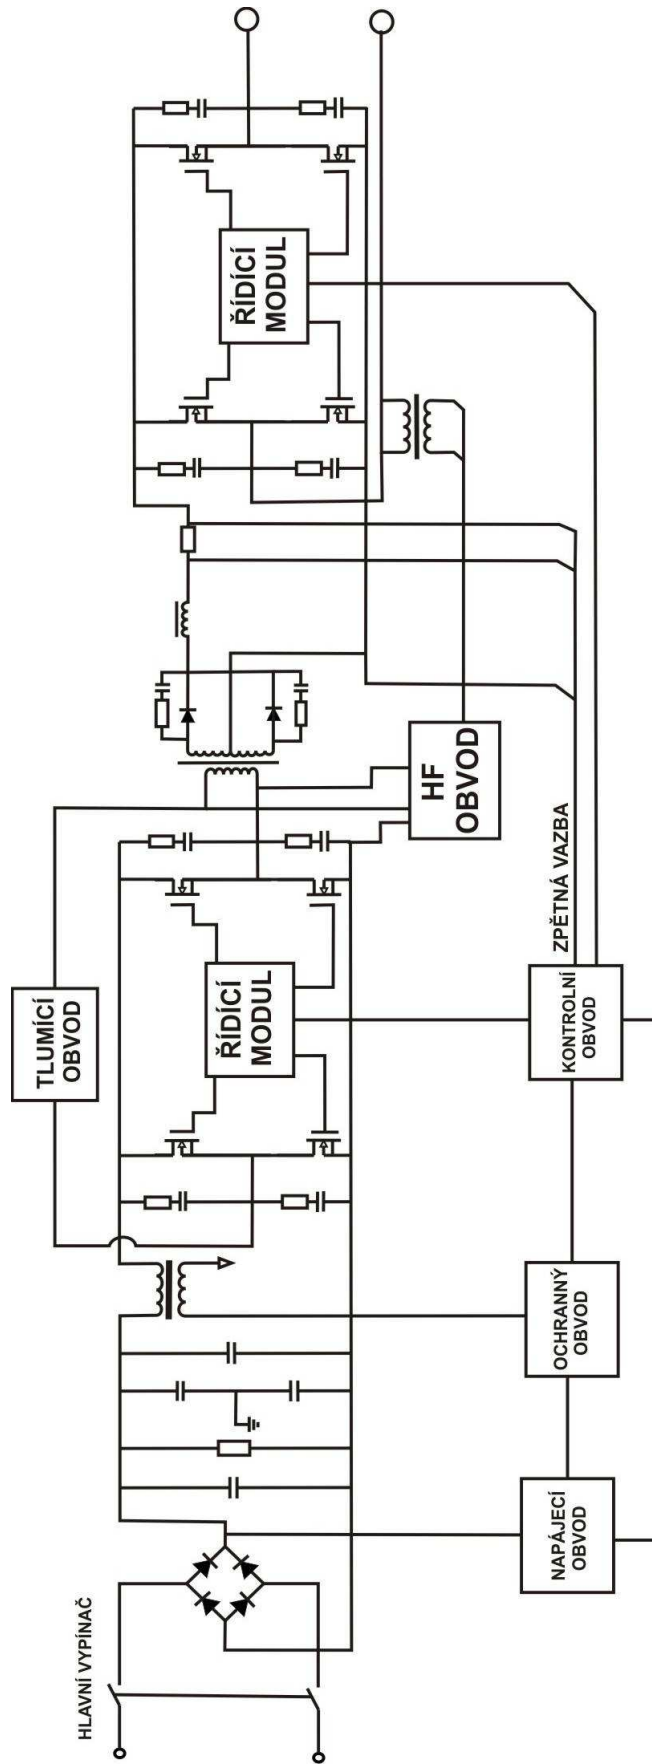 HLAVNÍ VYPÍNAČ
TLUMÍCÍ
OBVOD
ŘÍDÍCÍ
MODUL
ŘÍDÍCÍ
MODUL
HF
OBVOD
ZPĚTNÁ VAZBA
NAPÁJECÍ
OBVOD
OCHRANNÝ
OBVOD
KONTROLNÍ
OBVOD